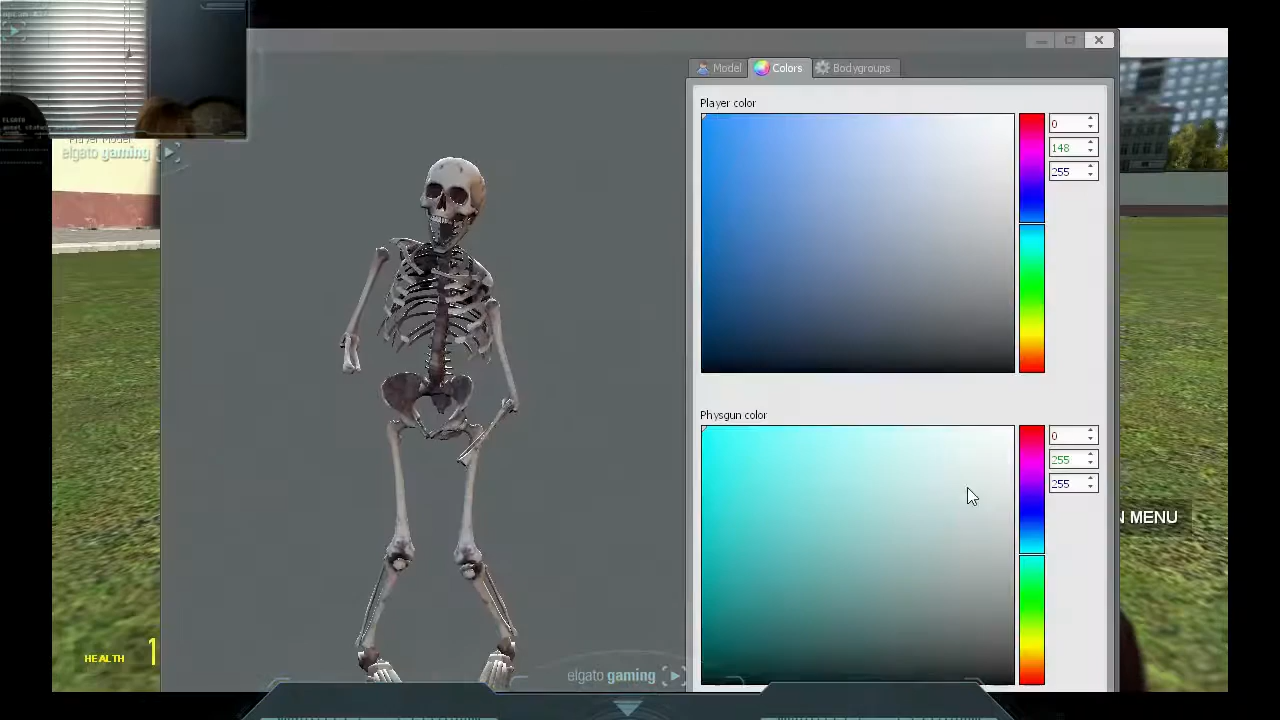 Model
Colors
Bodygroups
Player color
0
148
255
Player Model
elgato gaming
Physgun color
0
255
255
N MENU
HEALTH
1
elgato gaming